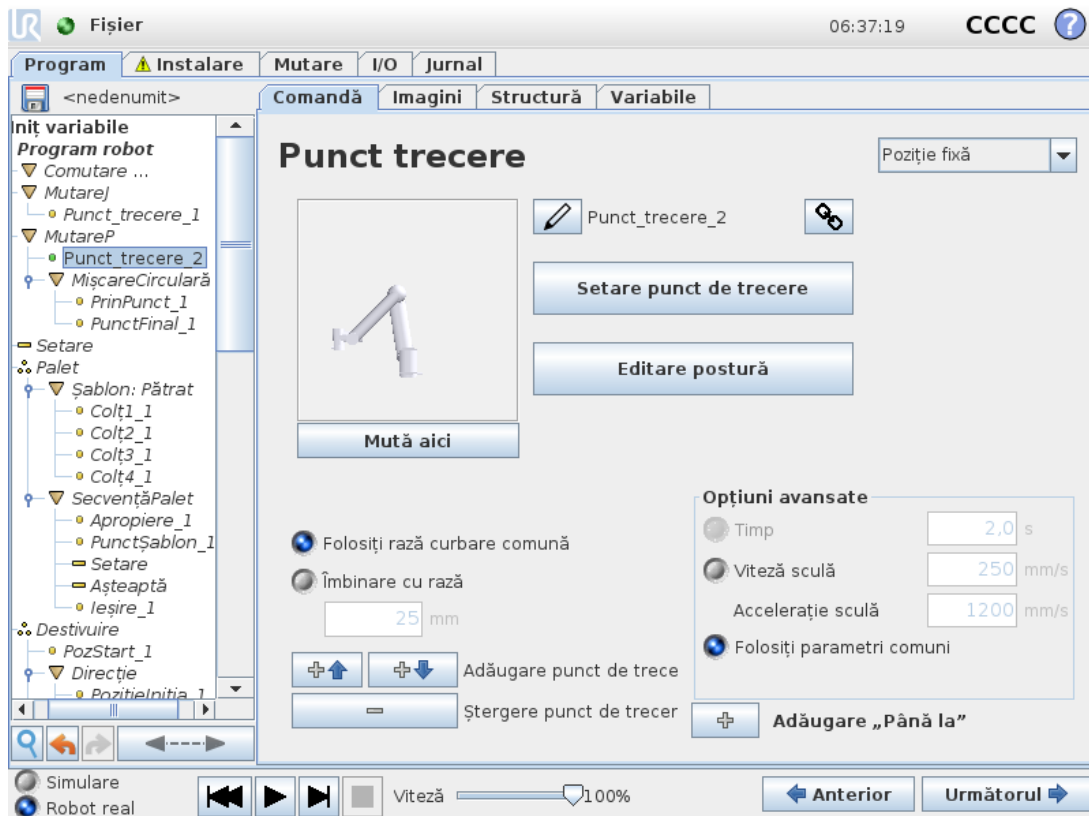 UR Fișier 06:37:19 CCCC ?
Program Instalare Mutare I/O Jurnal
<nedenumit> Comandă Imagini Structură Variabile
Iniț variabile
Program robot
Comutare ...
MutareJ
Punct_trecere_1
MutareP
Punct_trecere_2
MișcareCirculară
PrinPunct_1
PunctFinal_1
Setare
Palet
Șablon: Pătrat
Colț1_1
Colț2_1
Colț3_1
Colț4_1
SecvențăPalet
Apropiere_1
PunctȘablon_1
Setare
Așteaptă
Ieșire_1
Destivuire
PozStart_1
Direcție
PozitieInitia_1
Punct trecere
Poziție fixă
Punct_trecere_2
Setare punct de trecere
Editare postură
Mută aici
Folosiți rază curbare comună
Îmbinare cu rază
25 mm
Adăugare punct de trece
Ștergere punct de trecer
Opțiuni avansate
Timp 2,0 s
Viteză sculă 250 mm/s
Accelerație sculă 1200 mm/s
Folosiți parametri comuni
Adăugare „Până la”
Simulare
Robot real
Viteză 100%
Anterior Următorul